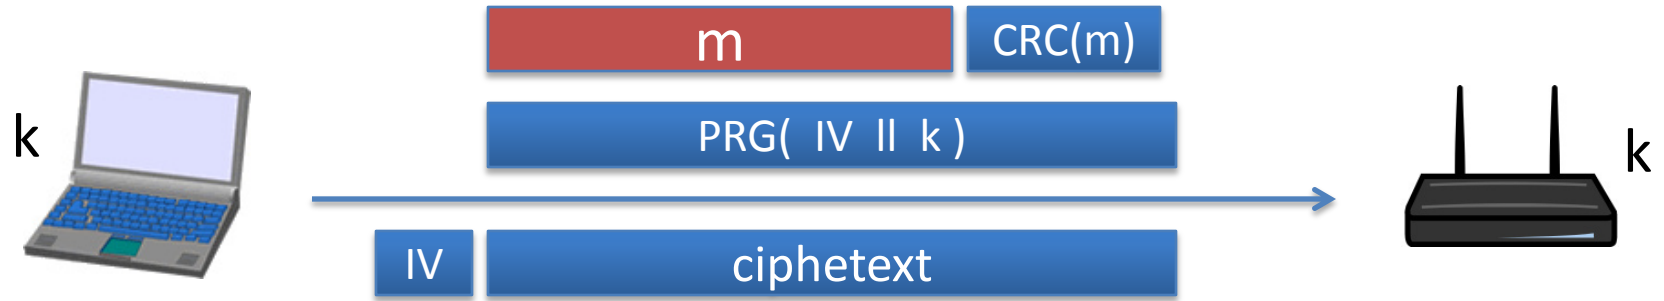 m CRC(m)
k PRG( IV ll k ) k
IV ciphetext